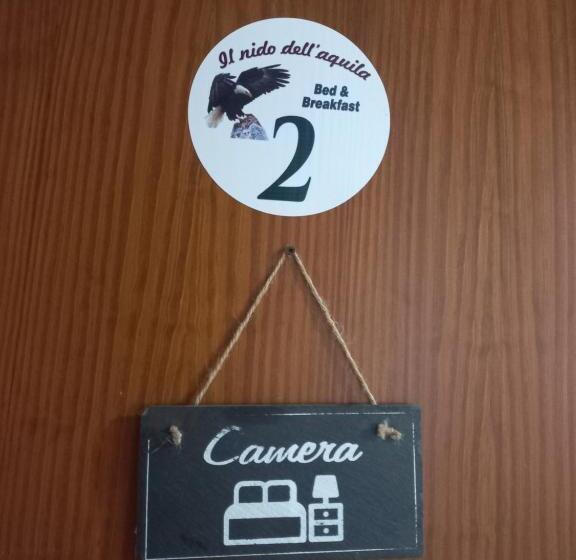 Il nido dell'aquila
Bed &
Breakfast
2
Camera